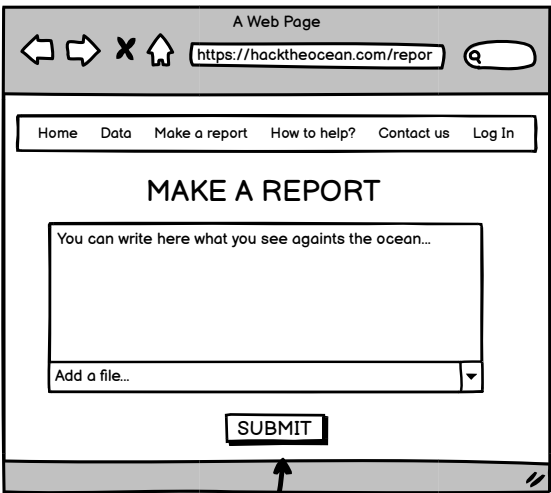 A Web Page
https://hacktheocean.com/repor
Home Data Make a report How to help? Contact us Log In
MAKE A REPORT
You can write here what you see againts the ocean...
Add a file...
SUBMIT